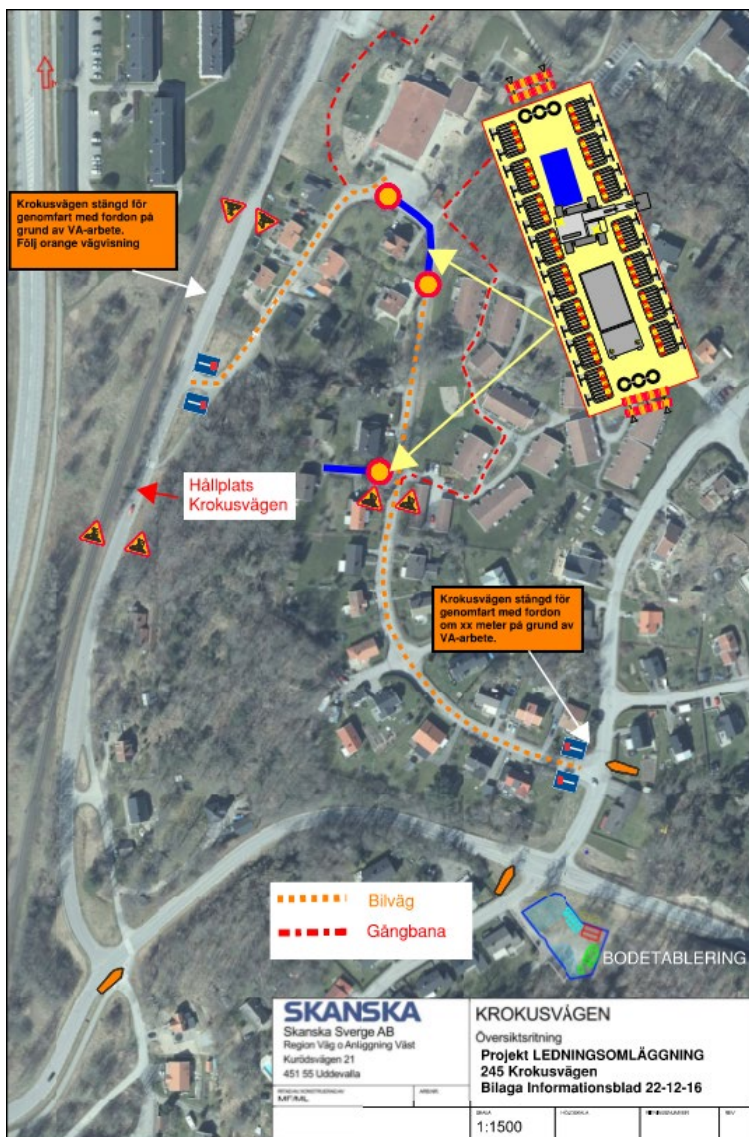 Krokusvägen stängd för
genomfart med fordon på
grund av VA-arbete.
Följ orange vägvisning
Hållplats
Krokusvägen
Krokusvägen stängd för
genomfart med fordon
om xx meter på grund av
VA-arbete.
Bilväg
Gångbana
BODETABLERING
SKANSKA
Skanska Sverge AB
Region Väg o Anläggning Väst
Kurödsvägen 21
451 55 Uddevalla
KROKUSVÄGEN
Översiktsritning
Projekt LEDNINGSOMLÄGGNING
245 Krokusvägen
Bilaga Informationsblad 22-12-16
MF/ML
SKALA
1:1500